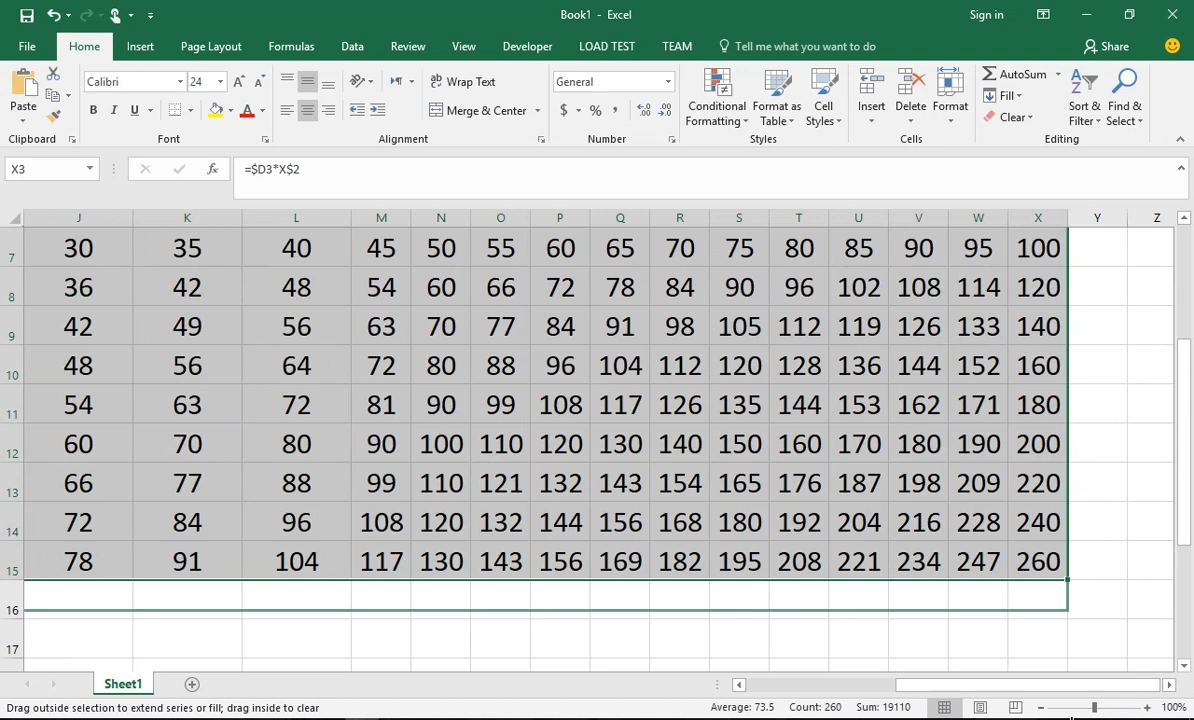 Book1 - Excel
Sign in
File Home Insert Page Layout Formulas Data Review View Developer LOAD TEST TEAM Tell me what you want to do Share
Calibri 24 Wrap Text General AutoSum
Fill
Paste B I U Merge & Center $ % , Conditional Formatting Format as Table Cell Styles Insert Delete Format Clear Sort & Filter Find & Select
Clipboard Font Alignment Number Styles Cells Editing
X3 fx =$D3*X$2
J K L M N O P Q R S T U V W X Y Z
7 30 35 40 45 50 55 60 65 70 75 80 85 90 95 100
8 36 42 48 54 60 66 72 78 84 90 96 102 108 114 120
9 42 49 56 63 70 77 84 91 98 105 112 119 126 133 140
10 48 56 64 72 80 88 96 104 112 120 128 136 144 152 160
11 54 63 72 81 90 99 108 117 126 135 144 153 162 171 180
12 60 70 80 90 100 110 120 130 140 150 160 170 180 190 200
13 66 77 88 99 110 121 132 143 154 165 176 187 198 209 220
14 72 84 96 108 120 132 144 156 168 180 192 204 216 228 240
15 78 91 104 117 130 143 156 169 182 195 208 221 234 247 260
16
17
Sheet1
Drag outside selection to extend series or fill; drag inside to clear Average: 73.5 Count: 260 Sum: 19110 100%